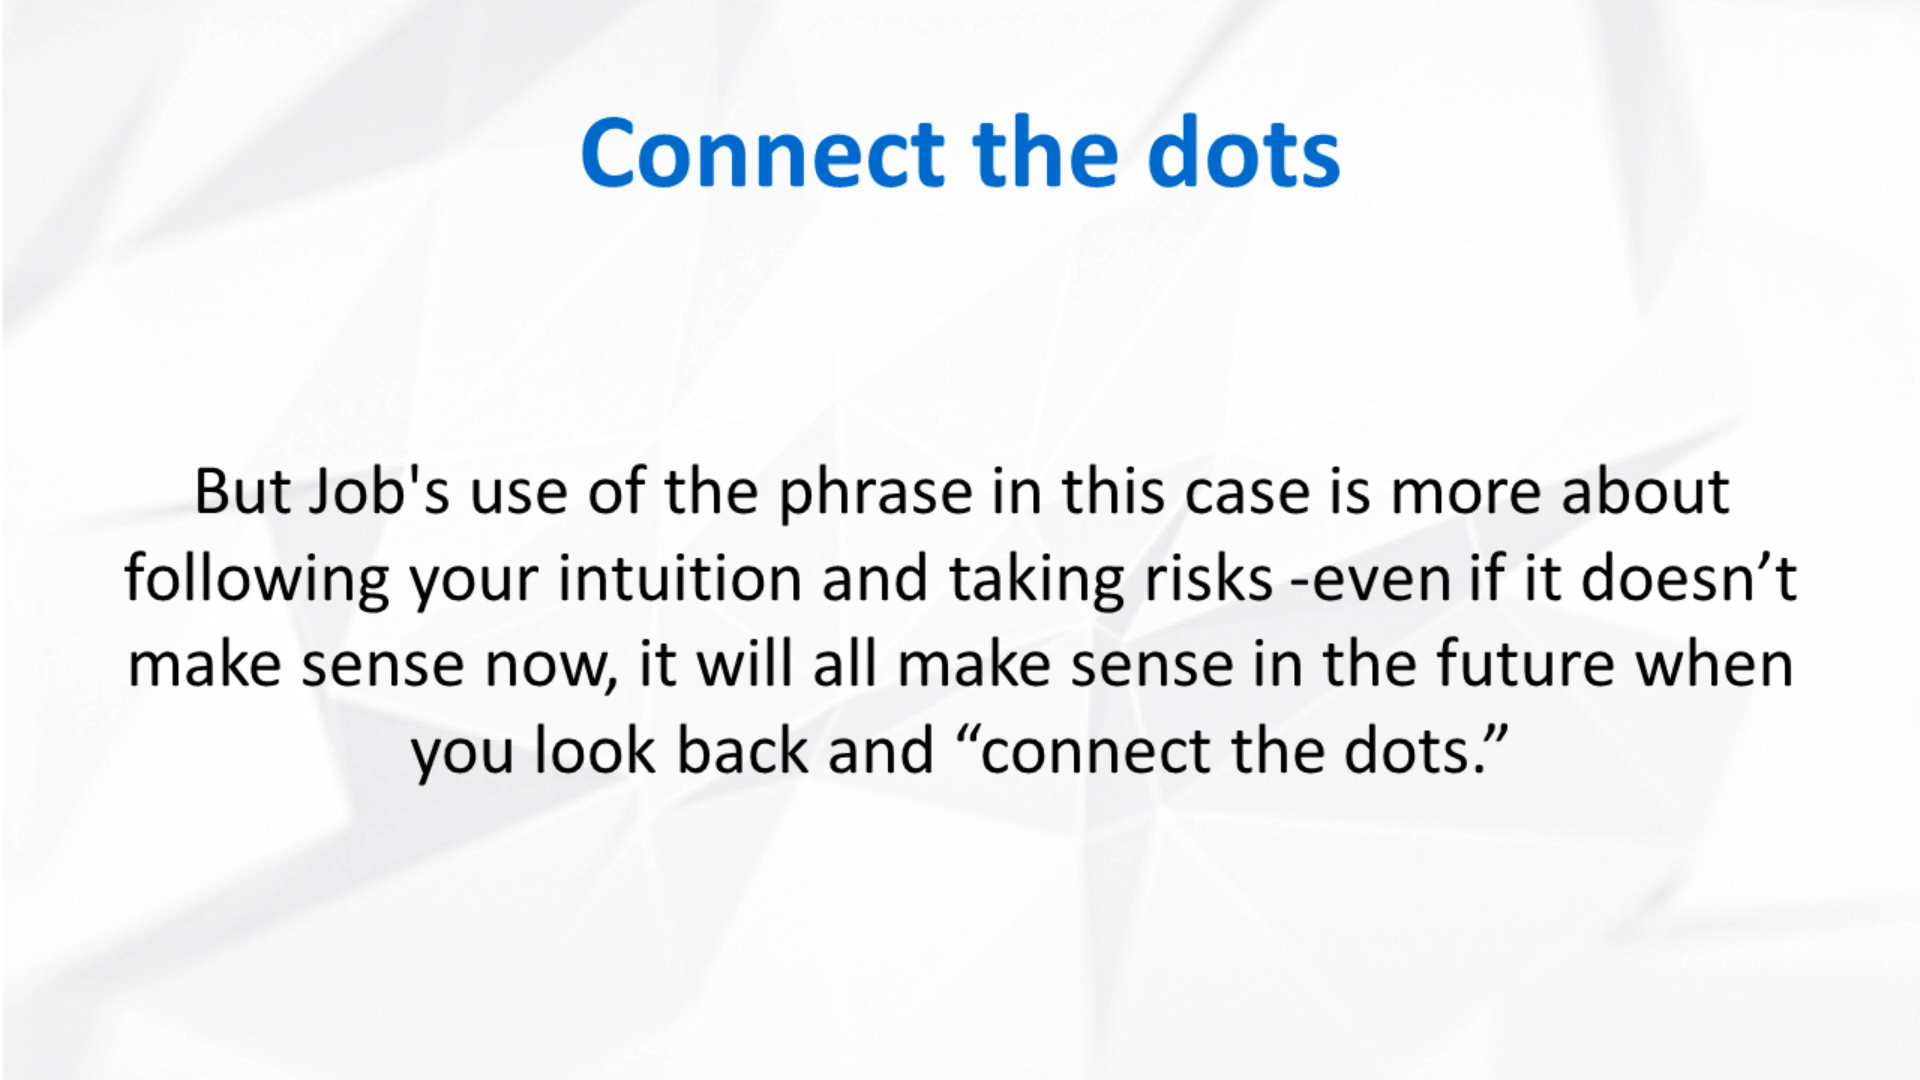 Connect the dots
But Job's use of the phrase in this case is more about
following your intuition and taking risks -even if it doesn’t
make sense now, it will all make sense in the future when
you look back and “connect the dots.”